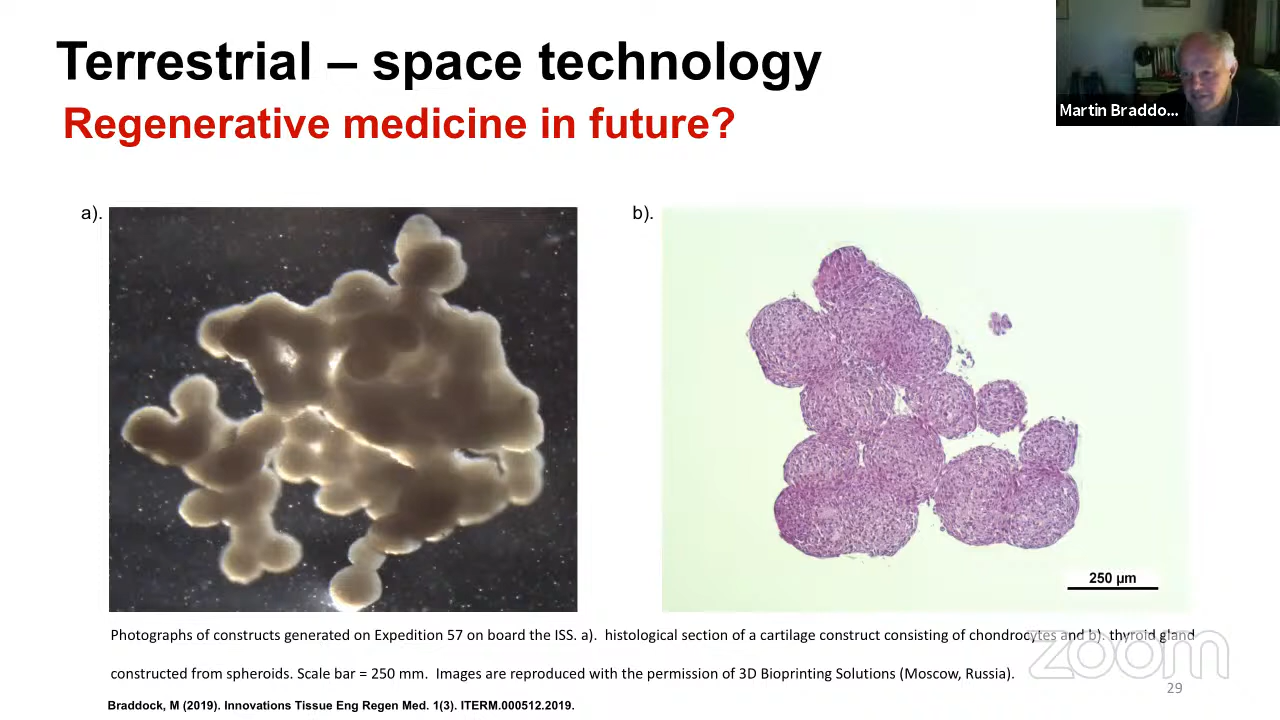 Terrestrial – space technology
Regenerative medicine in future?
Martin Braddo...
a).
b).
250 µm
Photographs of constructs generated on Expedition 57 on board the ISS. a). histological section of a cartilage construct consisting of chondrocytes and b). thyroid gland
constructed from spheroids. Scale bar = 250 mm. Images are reproduced with the permission of 3D Bioprinting Solutions (Moscow, Russia).
zoom
29
Braddock, M (2019). Innovations Tissue Eng Regen Med. 1(3). ITERM.000512.2019.